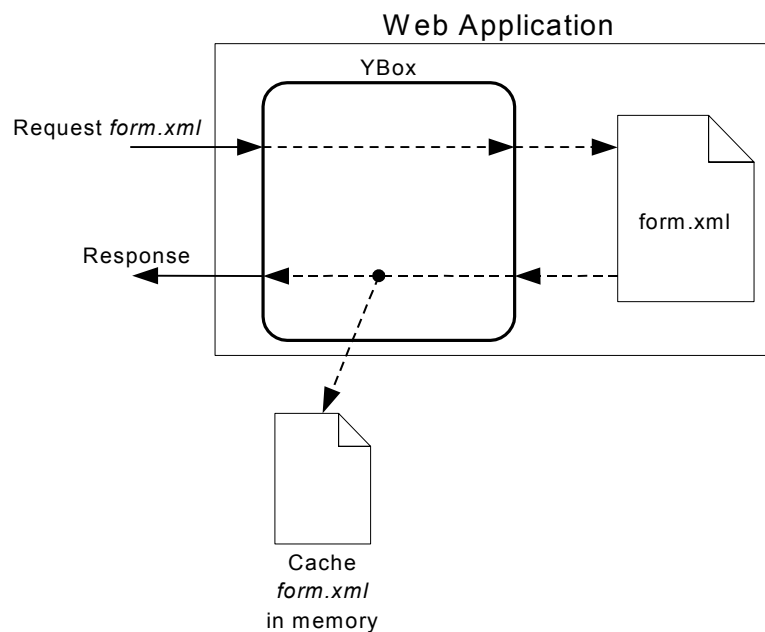 Web Application
YBox
Request form.xml
form.xml
Response
Cache
form.xml
in memory